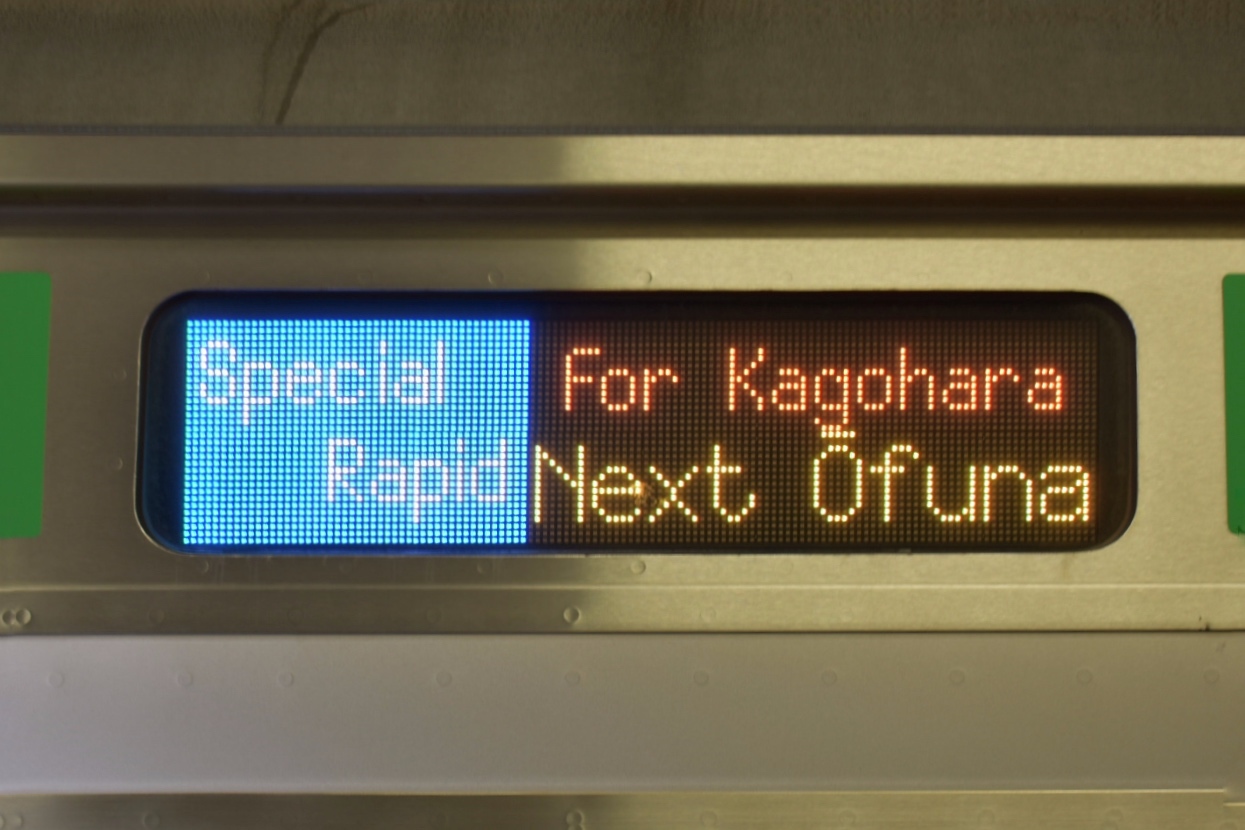 Special
Rapid
For Kagohara
Next Ōfuna